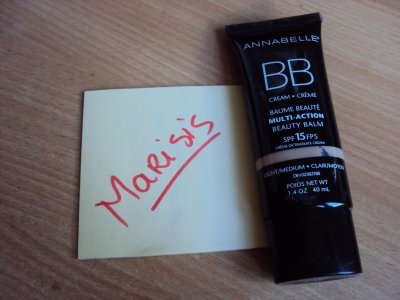 Marisis
ANNABELLE
BB
CREAM • CRÈME
BAUME BEAUTÉ
MULTI-ACTION
BEAUTY BALM
SPF 15 FPS
LIGHT/MEDIUM • CLAIR/MOYEN
POIDS NET WT
1.4 OZ 40 mL